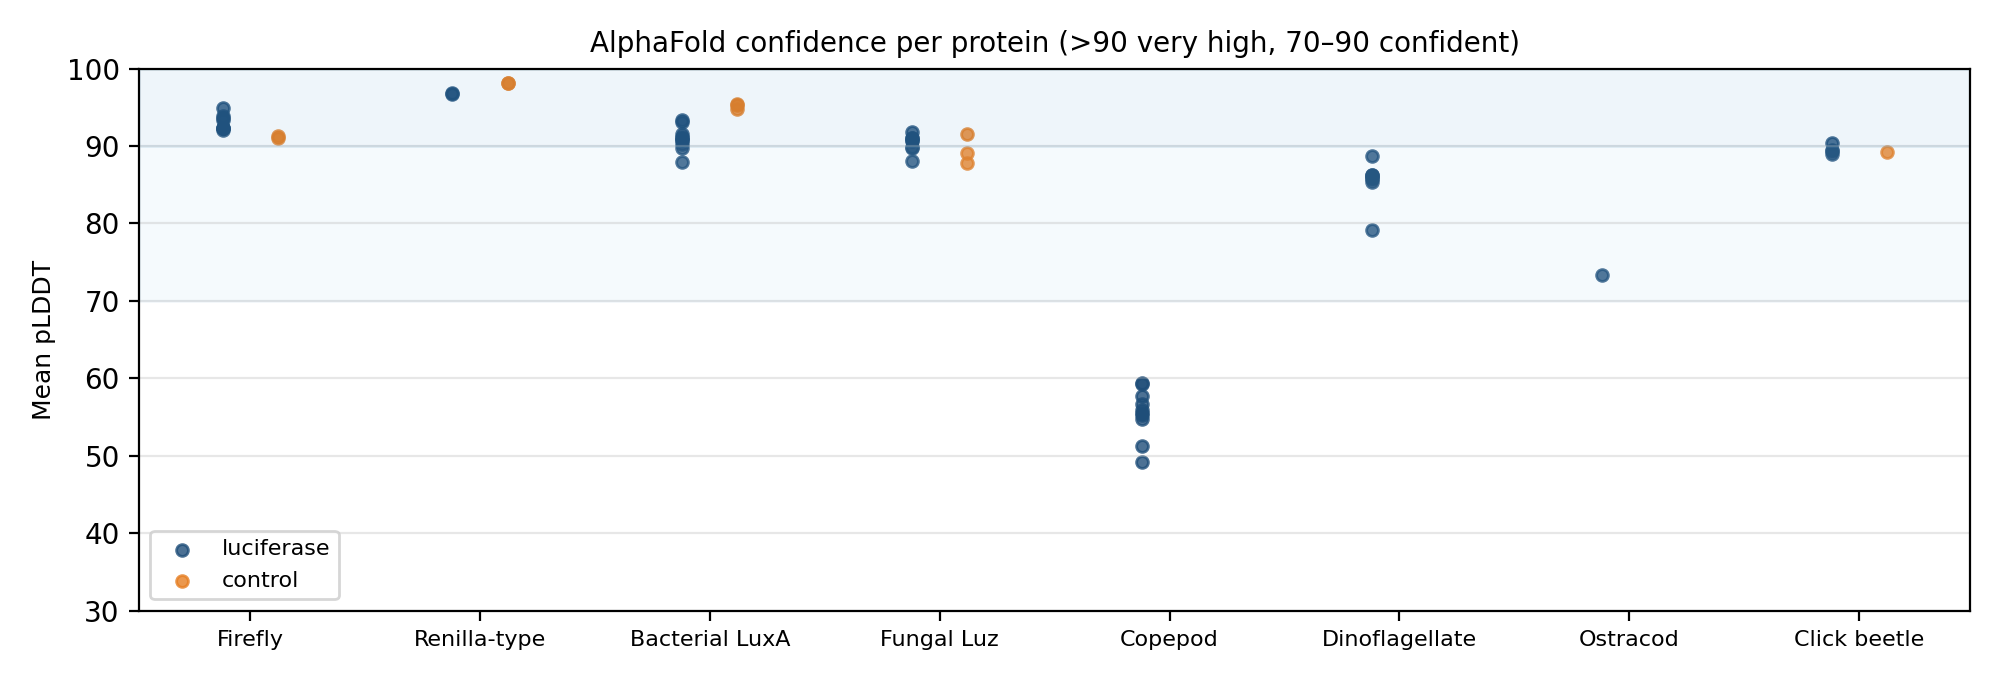 AlphaFold confidence per protein (>90 very high, 70–90 confident)
Mean pLDDT
100
90
80
70
60
50
40
30
luciferase
control
Firefly
Renilla-type
Bacterial LuxA
Fungal Luz
Copepod
Dinoflagellate
Ostracod
Click beetle